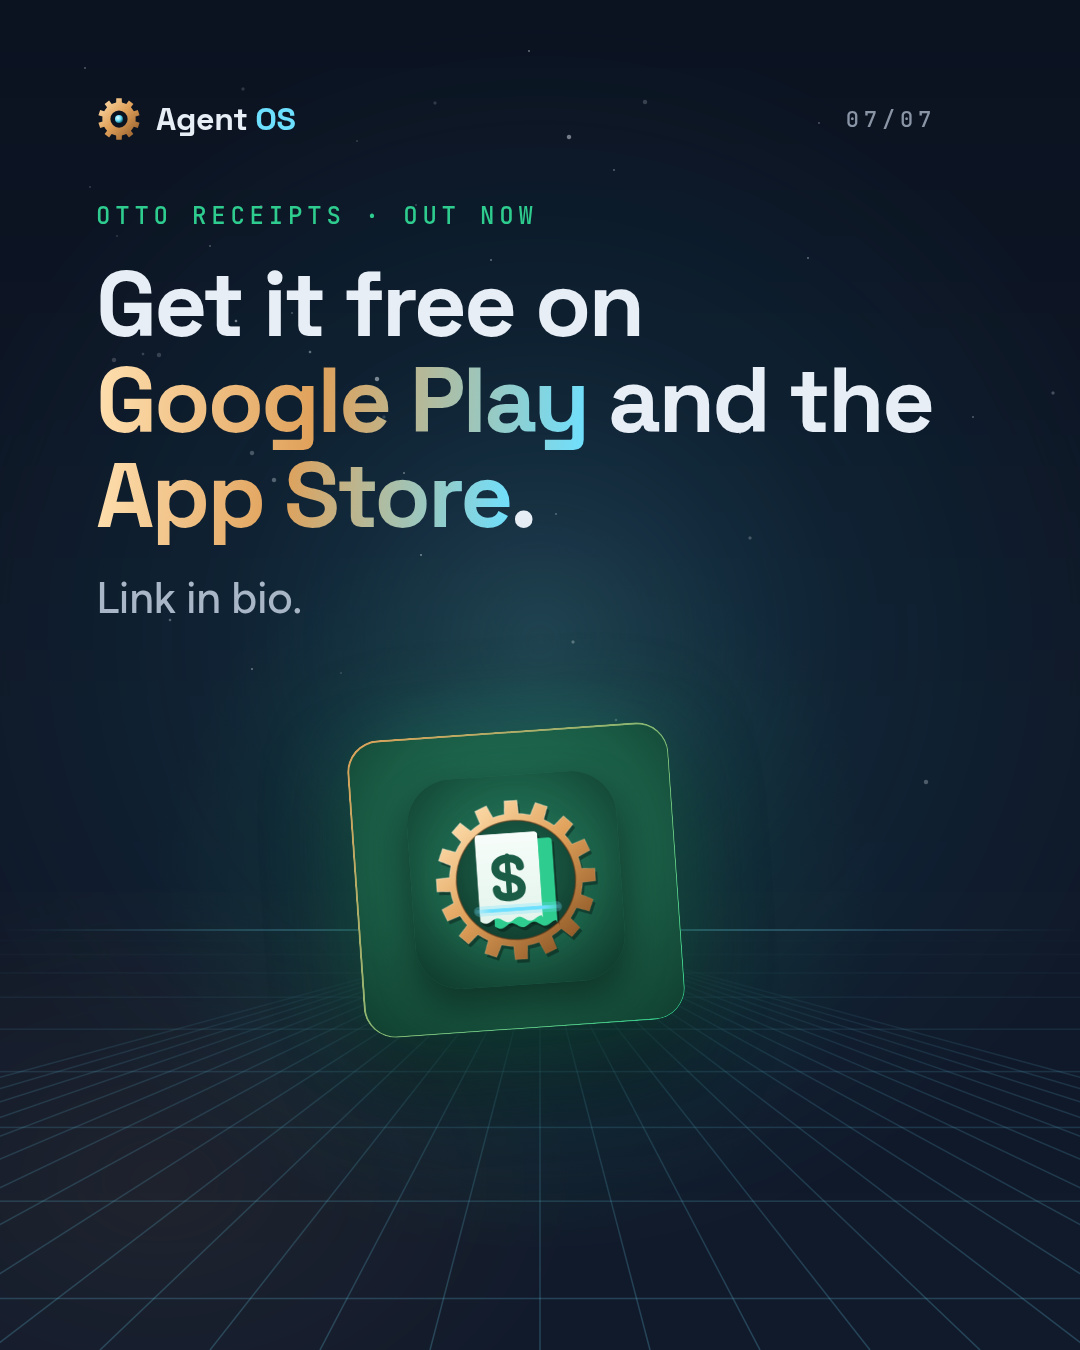 Agent OS
07/07
OTTO RECEIPTS · OUT NOW
Get it free on
Google Play and the
App Store.
Link in bio.
$